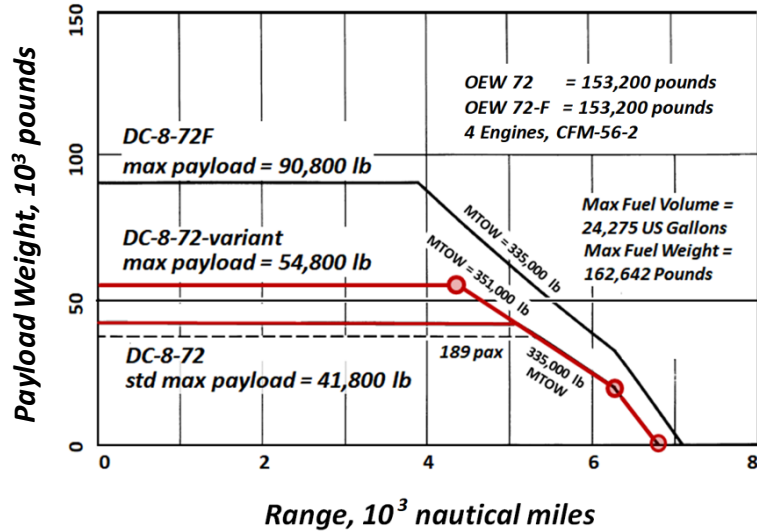 Payload Weight, 10³ pounds
150
100
50
0
OEW 72 = 153,200 pounds
OEW 72-F = 153,200 pounds
4 Engines, CFM-56-2
DC-8-72F
max payload = 90,800 lb
Max Fuel Volume =
24,275 US Gallons
Max Fuel Weight =
162,642 Pounds
MTOW = 335,000 lb
DC-8-72-variant
max payload = 54,800 lb
MTOW = 351,000 lb
189 pax
335,000 lb
MTOW
DC-8-72
std max payload = 41,800 lb
0
2
4
6
8
Range, 10³ nautical miles